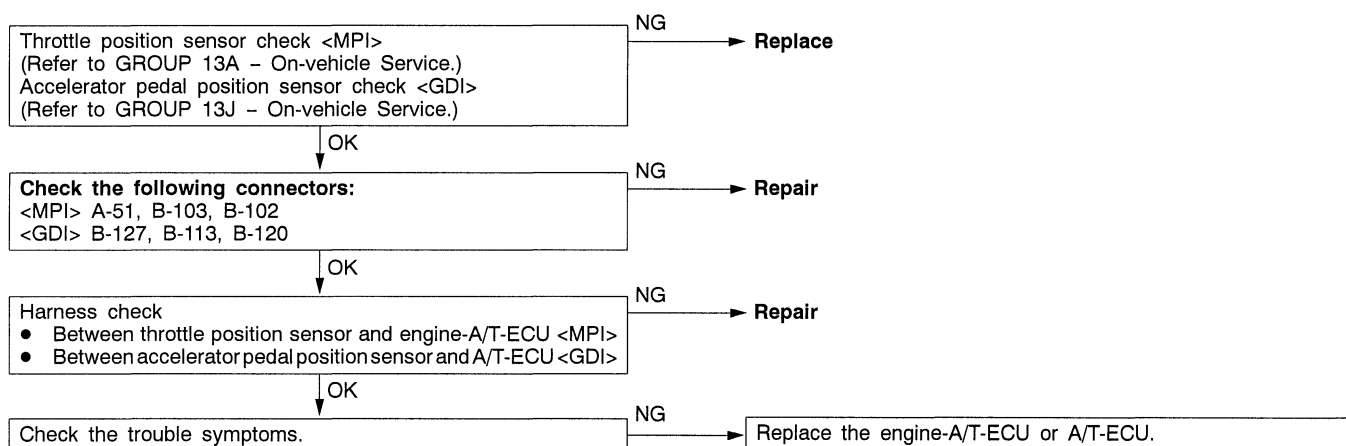 Throttle position sensor check <MPI>
(Refer to GROUP 13A – On-vehicle Service.)
Accelerator pedal position sensor check <GDI>
(Refer to GROUP 13J – On-vehicle Service.)
NG
Replace
OK
Check the following connectors:
<MPI> A-51, B-103, B-102
<GDI> B-127, B-113, B-120
NG
Repair
OK
Harness check
● Between throttle position sensor and engine-A/T-ECU <MPI>
● Between accelerator pedal position sensor and A/T-ECU <GDI>
NG
Repair
OK
Check the trouble symptoms.
NG
Replace the engine-A/T-ECU or A/T-ECU.